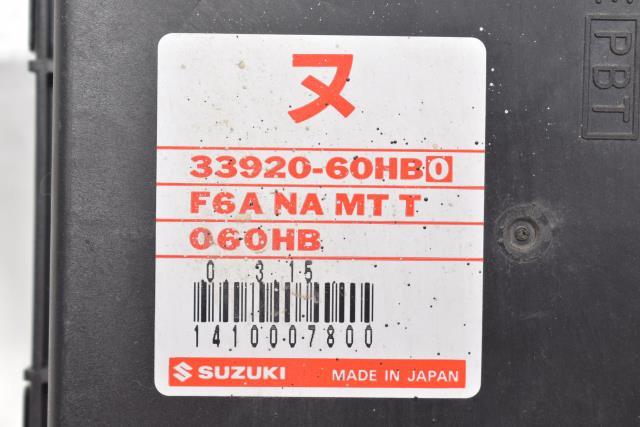 ヌ
33920-60HB0
F6A NA MT T
060HB
0 3 15
1410007800
SUZUKI MADE IN JAPAN
PBT